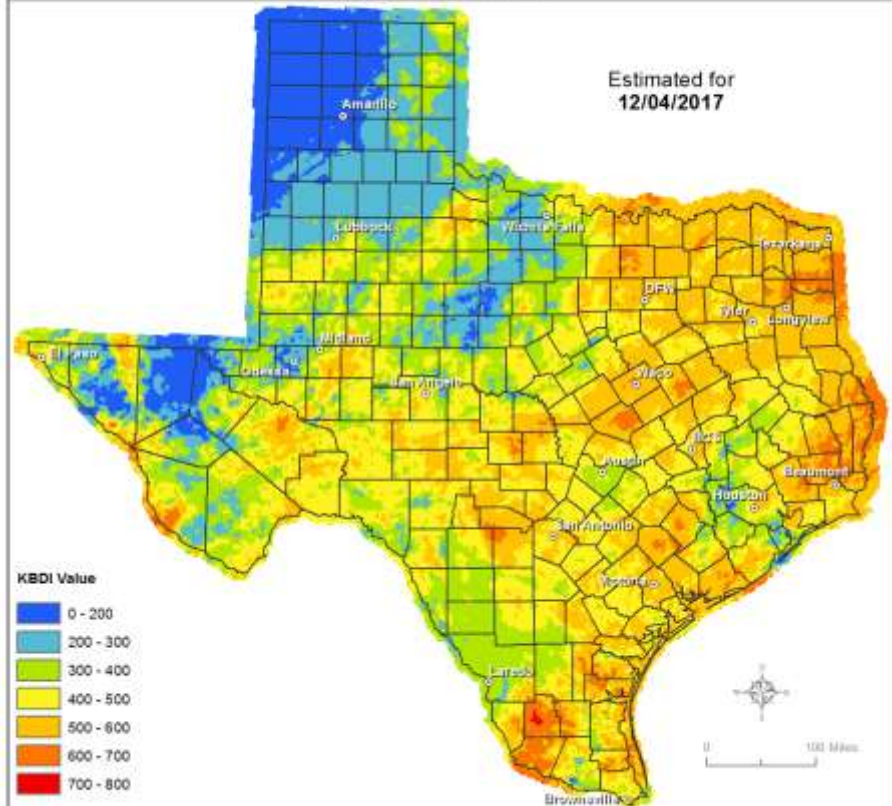 Estimated for
12/04/2017
Amarillo
Lubbock
Wichita Falls
Texarkana
DFW
Tyler
Longview
El Paso
Midland
Odessa
San Angelo
Waco
BCS
Austin
Beaumont
Houston
San Antonio
Victoria
Laredo
Brownsville
KBDI Value
0 - 200
200 - 300
300 - 400
400 - 500
500 - 600
600 - 700
700 - 800
0 100 Miles